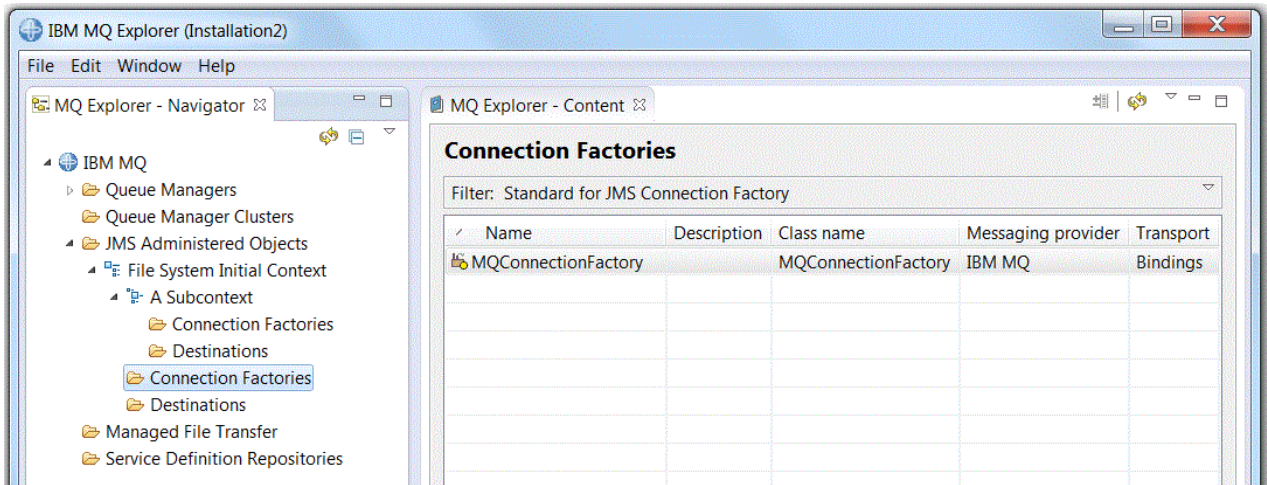 IBM MQ Explorer (Installation2)
File Edit Window Help
MQ Explorer - Navigator
IBM MQ
Queue Managers
Queue Manager Clusters
JMS Administered Objects
File System Initial Context
A Subcontext
Connection Factories
Destinations
Connection Factories
Destinations
Managed File Transfer
Service Definition Repositories
MQ Explorer - Content
Connection Factories
Filter: Standard for JMS Connection Factory
Name Description Class name Messaging provider Transport
MQConnectionFactory MQConnectionFactory IBM MQ Bindings